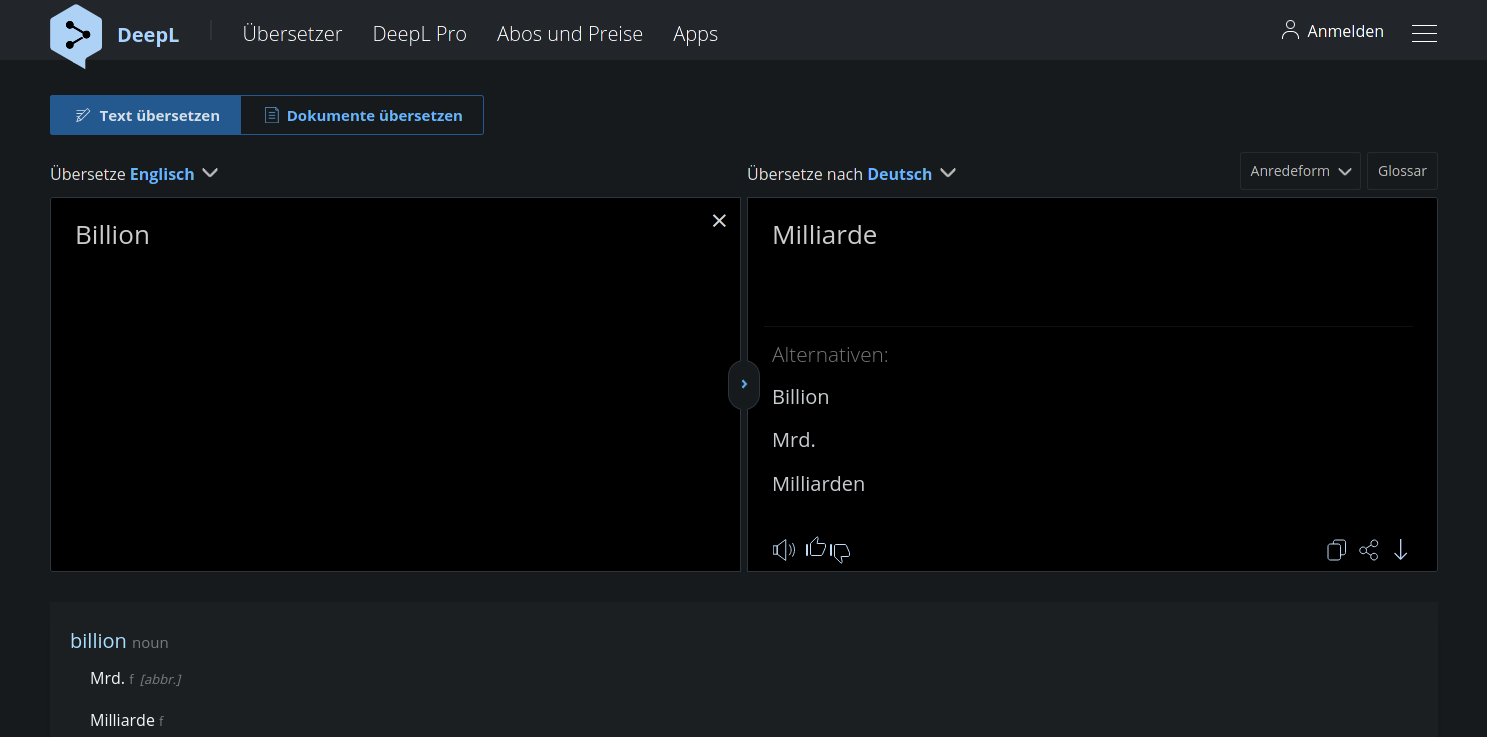 DeepL Übersetzer DeepL Pro Abos und Preise Apps Anmelden
Text übersetzen Dokumente übersetzen
Übersetze Englisch Übersetze nach Deutsch Anredeform Glossar
Billion
Milliarde
Alternativen:
Billion
Mrd.
Milliarden
billion noun
Mrd. f [abbr.]
Milliarde f